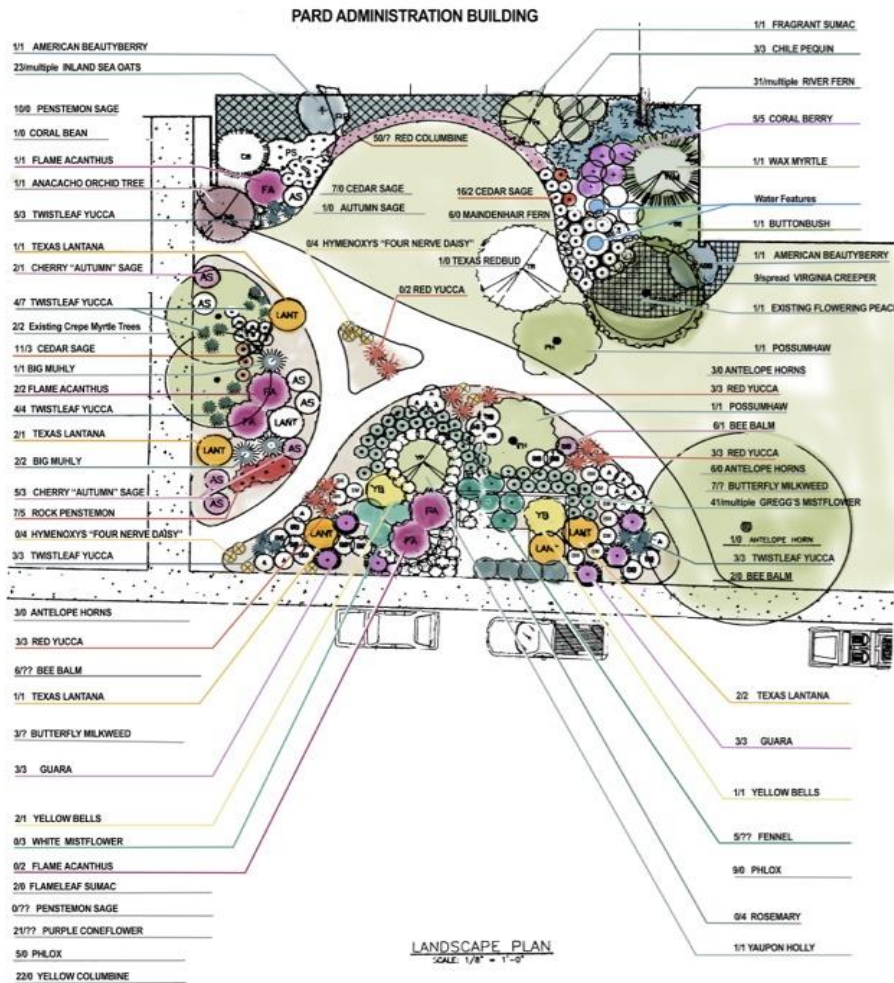 PARD ADMINISTRATION BUILDING
1/1 AMERICAN BEAUTYBERRY
23/multiple INLAND SEA OATS
10/0 PENSTEMON SAGE
1/0 CORAL BEAN
1/1 FLAME ACANTHUS
1/1 ANACACHO ORCHID TREE
5/3 TWISTLEAF YUCCA
1/1 TEXAS LANTANA
2/1 CHERRY "AUTUMN" SAGE
4/7 TWISTLEAF YUCCA
2/2 Existing Crepe Myrtle Trees
11/3 CEDAR SAGE
1/1 BIG MUHLY
2/2 FLAME ACANTHUS
4/4 TWISTLEAF YUCCA
2/1 TEXAS LANTANA
2/2 BIG MUHLY
5/3 CHERRY "AUTUMN" SAGE
7/5 ROCK PENSTEMON
0/4 HYMENOXYS "FOUR NERVE DAISY"
3/3 TWISTLEAF YUCCA
3/0 ANTELOPE HORNS
3/3 RED YUCCA
6/?? BEE BALM
1/1 TEXAS LANTANA
3/? BUTTERFLY MILKWEED
3/3 GUARA
2/1 YELLOW BELLS
0/3 WHITE MISTFLOWER
0/2 FLAME ACANTHUS
2/0 FLAMELEAF SUMAC
0/?? PENSTEMON SAGE
21/?? PURPLE CONEFLOWER
5/0 PHLOX
22/0 YELLOW COLUMBINE
50/? RED COLUMBINE
7/0 CEDAR SAGE
1/0 AUTUMN SAGE
16/2 CEDAR SAGE
6/0 MAINDENHAIR FERN
0/4 HYMENOXYS "FOUR NERVE DAISY"
1/0 TEXAS REDBUD
0/2 RED YUCCA
PS
FA
AS
AS
AS
LANT
AS
FA
AS
FA
LANT
LANT
AS
AS
AS
LANT
YB
FA
FA
YB
LANT
LANT
1/1 FRAGRANT SUMAC
3/3 CHILE PEQUIN
31/multiple RIVER FERN
5/5 CORAL BERRY
1/1 WAX MYRTLE
Water Features
1/1 BUTTONBUSH
1/1 AMERICAN BEAUTYBERRY
9/spread VIRGINIA CREEPER
1/1 EXISTING FLOWERING PEAC
1/1 POSSUMHAW
3/0 ANTELOPE HORNS
3/3 RED YUCCA
1/1 POSSUMHAW
6/1 BEE BALM
3/3 RED YUCCA
6/0 ANTELOPE HORNS
7/? BUTTERFLY MILKWEED
41/multiple GREGG'S MISTFLOWER
1/0 ANTELOPE HORN
3/3 TWISTLEAF YUCCA
2/0 BEE BALM
2/2 TEXAS LANTANA
3/3 GUARA
1/1 YELLOW BELLS
5/?? FENNEL
9/0 PHLOX
0/4 ROSEMARY
1/1 YAUPON HOLLY
LANDSCAPE PLAN
SCALE: 1/8" = 1'-0"